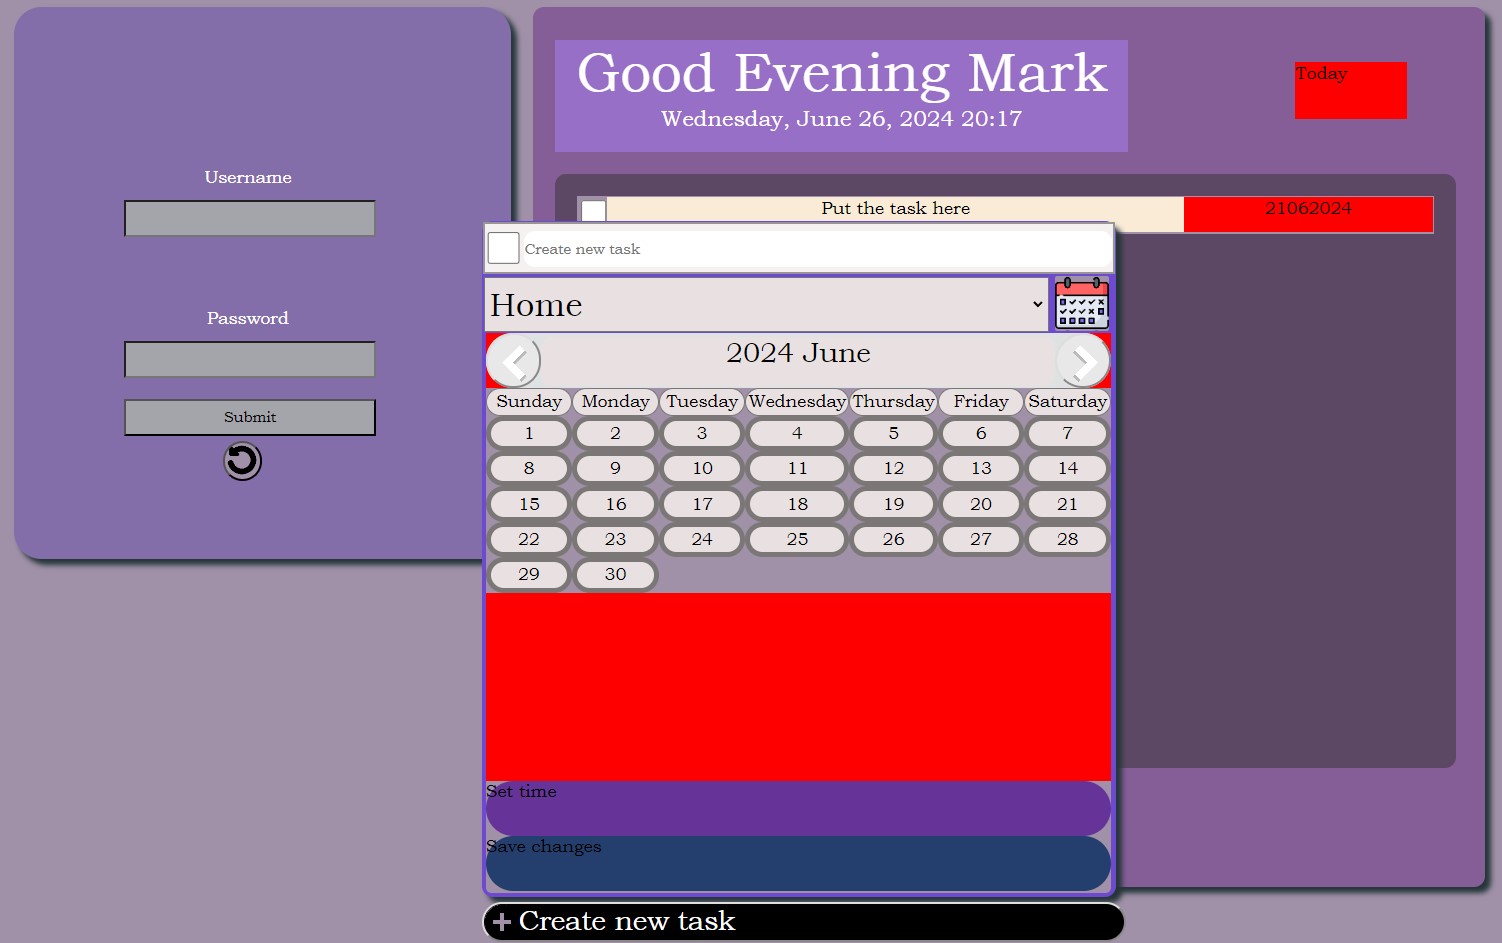 Username
Password
Submit
Good Evening Mark
Wednesday, June 26, 2024 20:17
Today
Put the task here 21062024
Create new task
Home
2024 June
Sunday Monday Tuesday Wednesday Thursday Friday Saturday
1 2 3 4 5 6 7
8 9 10 11 12 13 14
15 16 17 18 19 20 21
22 23 24 25 26 27 28
29 30
Set time
Save changes
+ Create new task